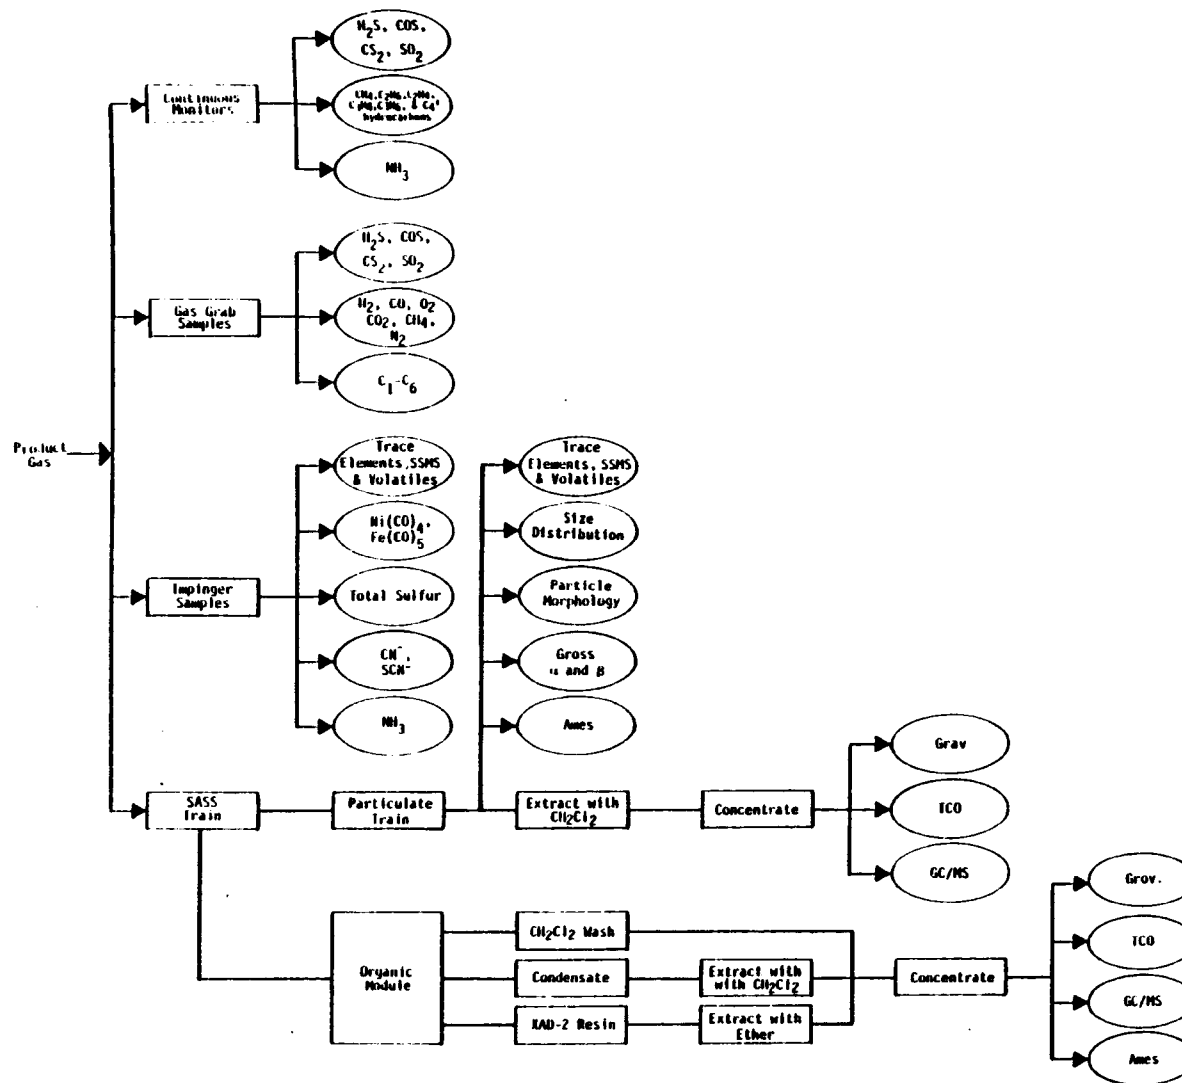 H2S, COS,
CS2, SO2
Continuous
Monitors
hydrocarbons
NH3
H2S, COS,
CS2, SO2
Gas Grab
Samples
H2, CO, O2
CO2, CH4,
N2
C1-C6
Product
Gas
Trace
Elements, SSMS
& Volatiles
Ni(CO)4,
Fe(CO)5
Impinger
Samples
Total Sulfur
CN-,
SCN-
NH3
Trace
Elements, SSMS
& Volatiles
Size
Distribution
Particle
Morphology
Gross
α and β
Ames
SASS
Train
Particulate
Train
Extract with
CH2Cl2
Concentrate
Grav
TCO
GC/MS
Organic
Module
CH2Cl2 Wash
Condensate
Extract with
with CH2Cl2
XAD-2 Resin
Extract with
Ether
Concentrate
Grov.
TCO
GC/MS
Ames